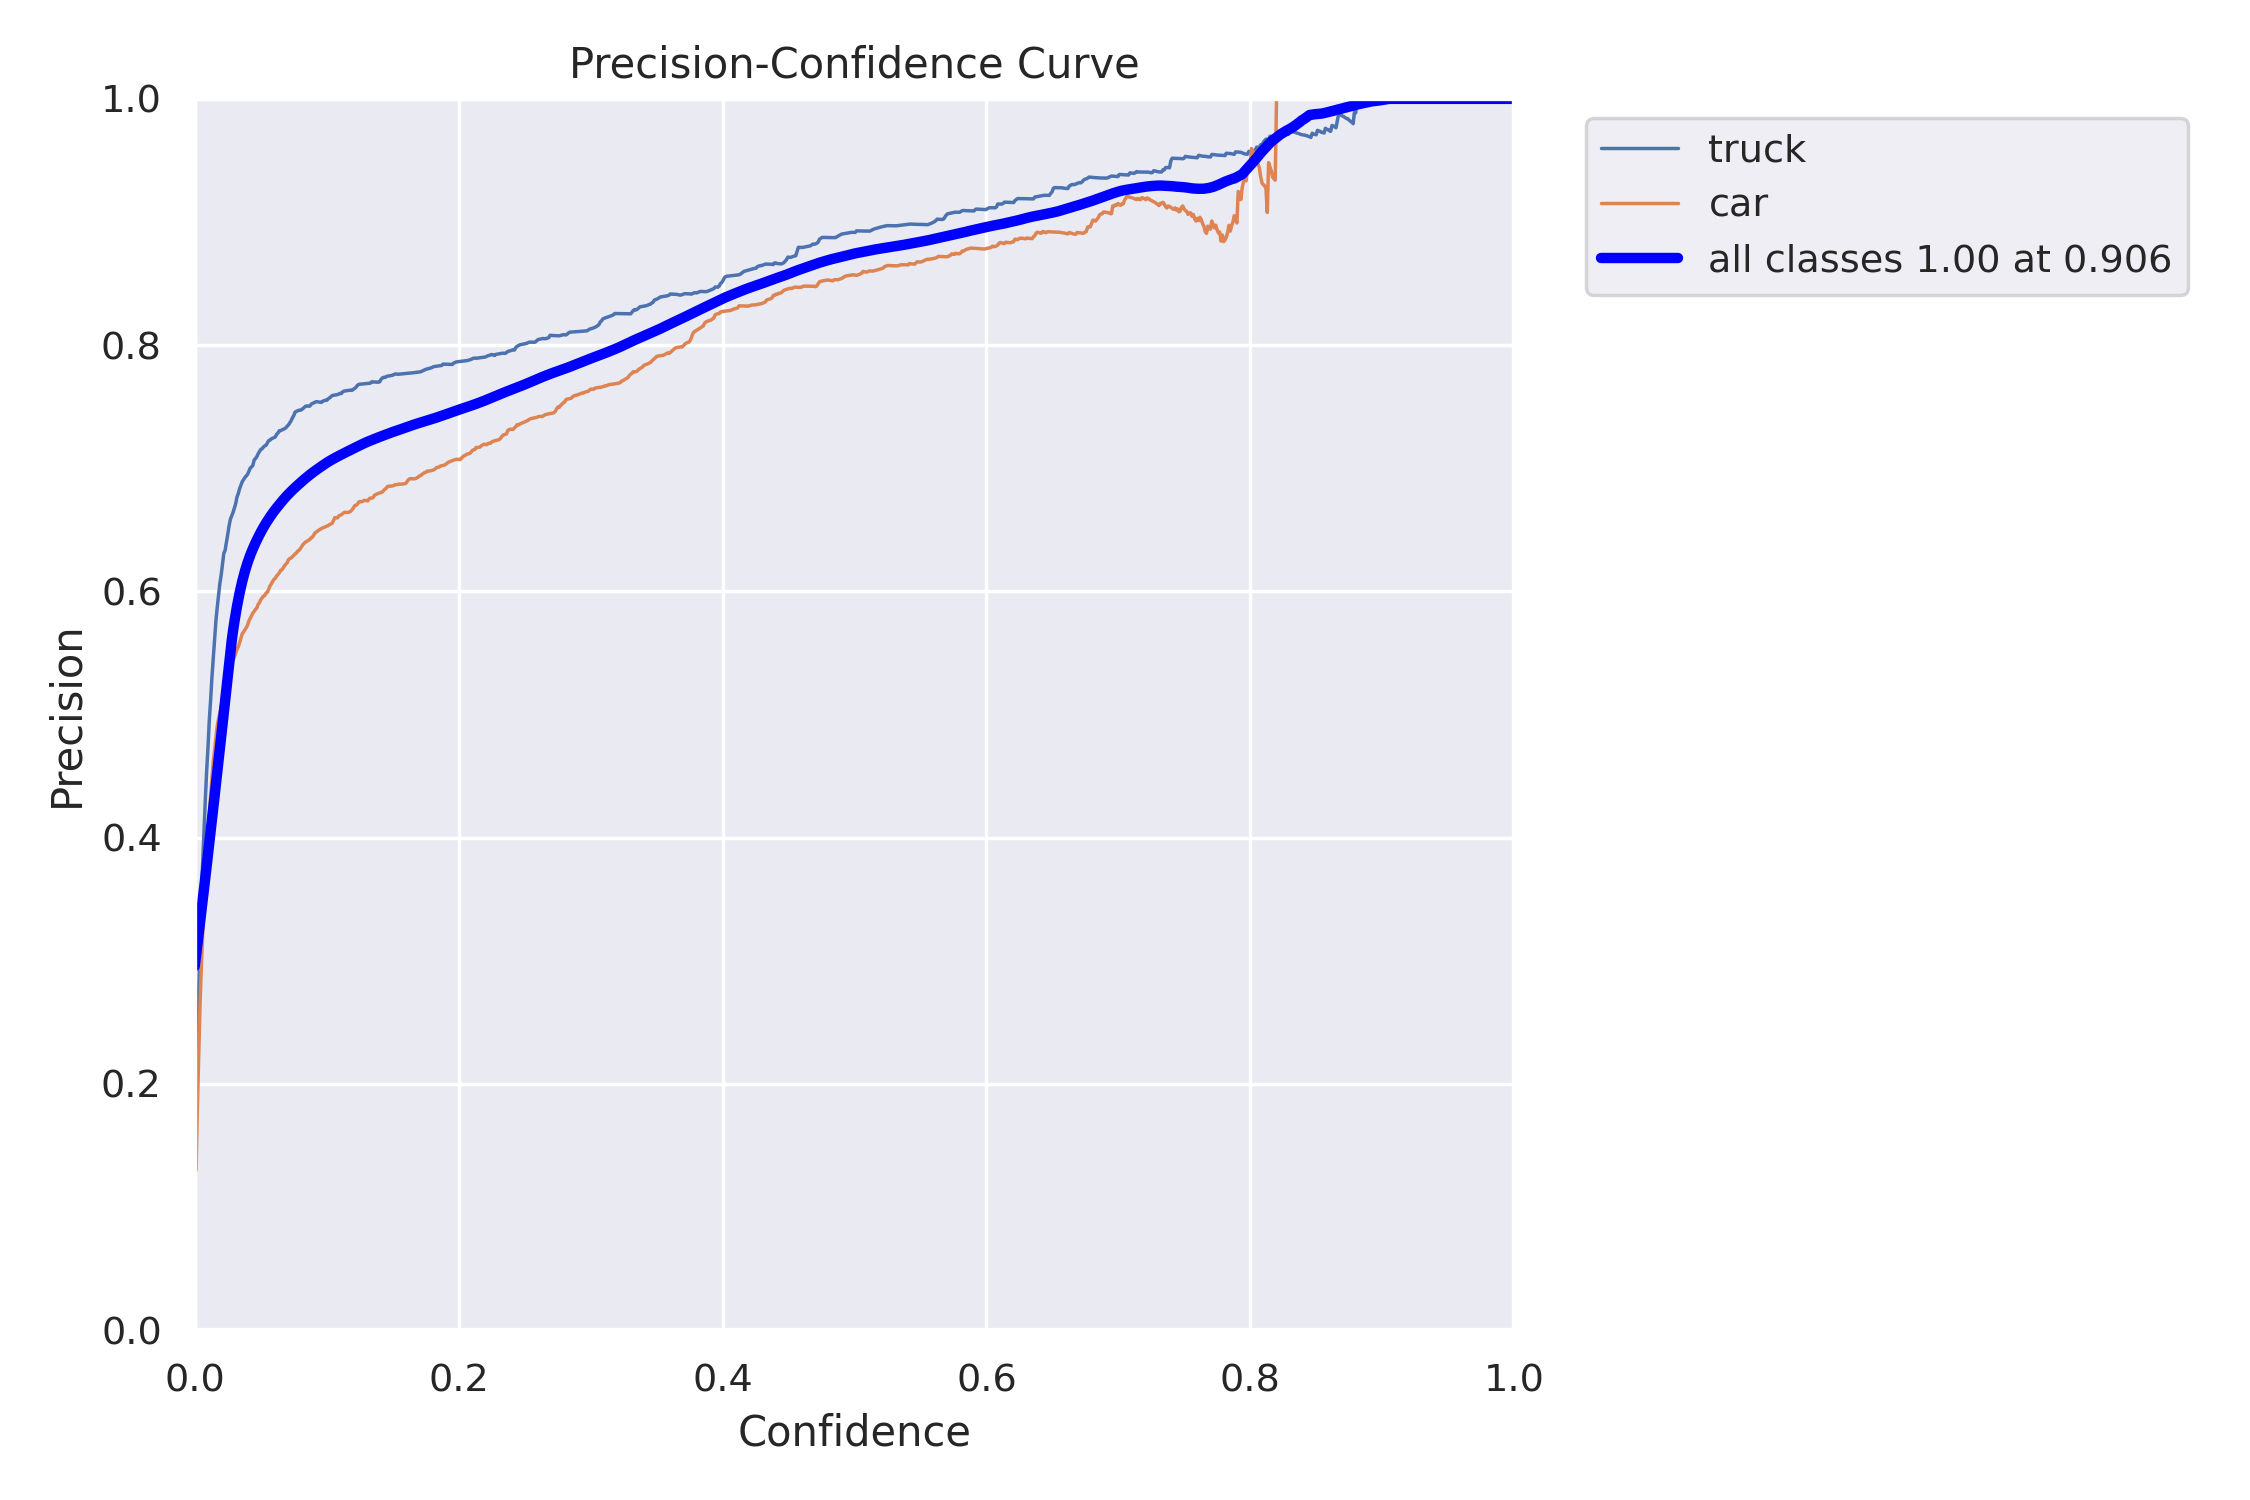 Precision-Confidence Curve
1.0
0.8
0.6
0.4
0.2
0.0
Precision
0.0 0.2 0.4 0.6 0.8 1.0
Confidence
truck
car
all classes 1.00 at 0.906